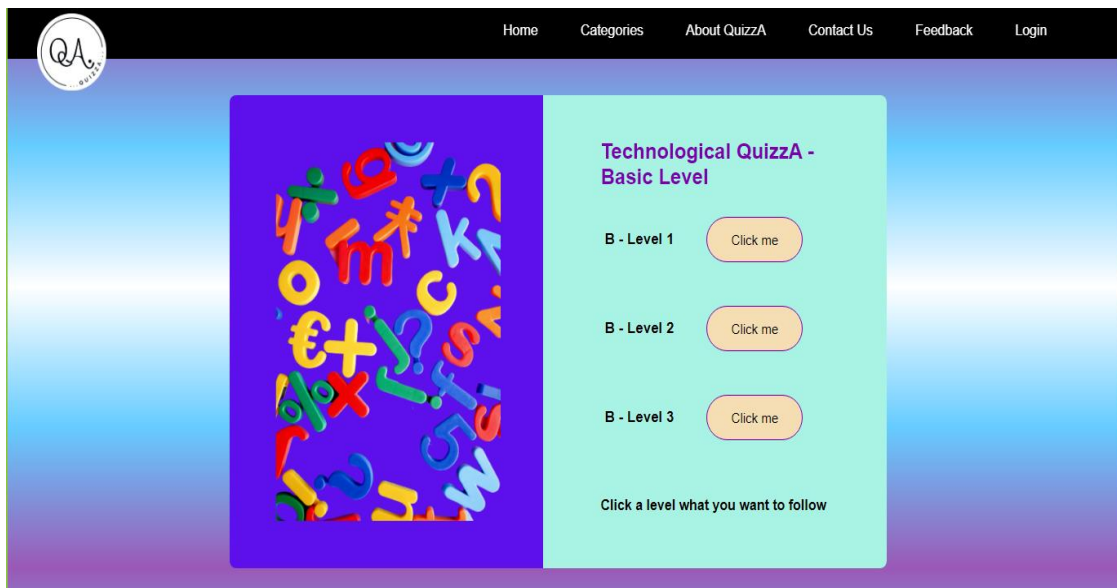 Home Categories About QuizzA Contact Us Feedback Login
QA
QUIZZA
Technological QuizzA -
Basic Level
B - Level 1 Click me
B - Level 2 Click me
B - Level 3 Click me
Click a level what you want to follow